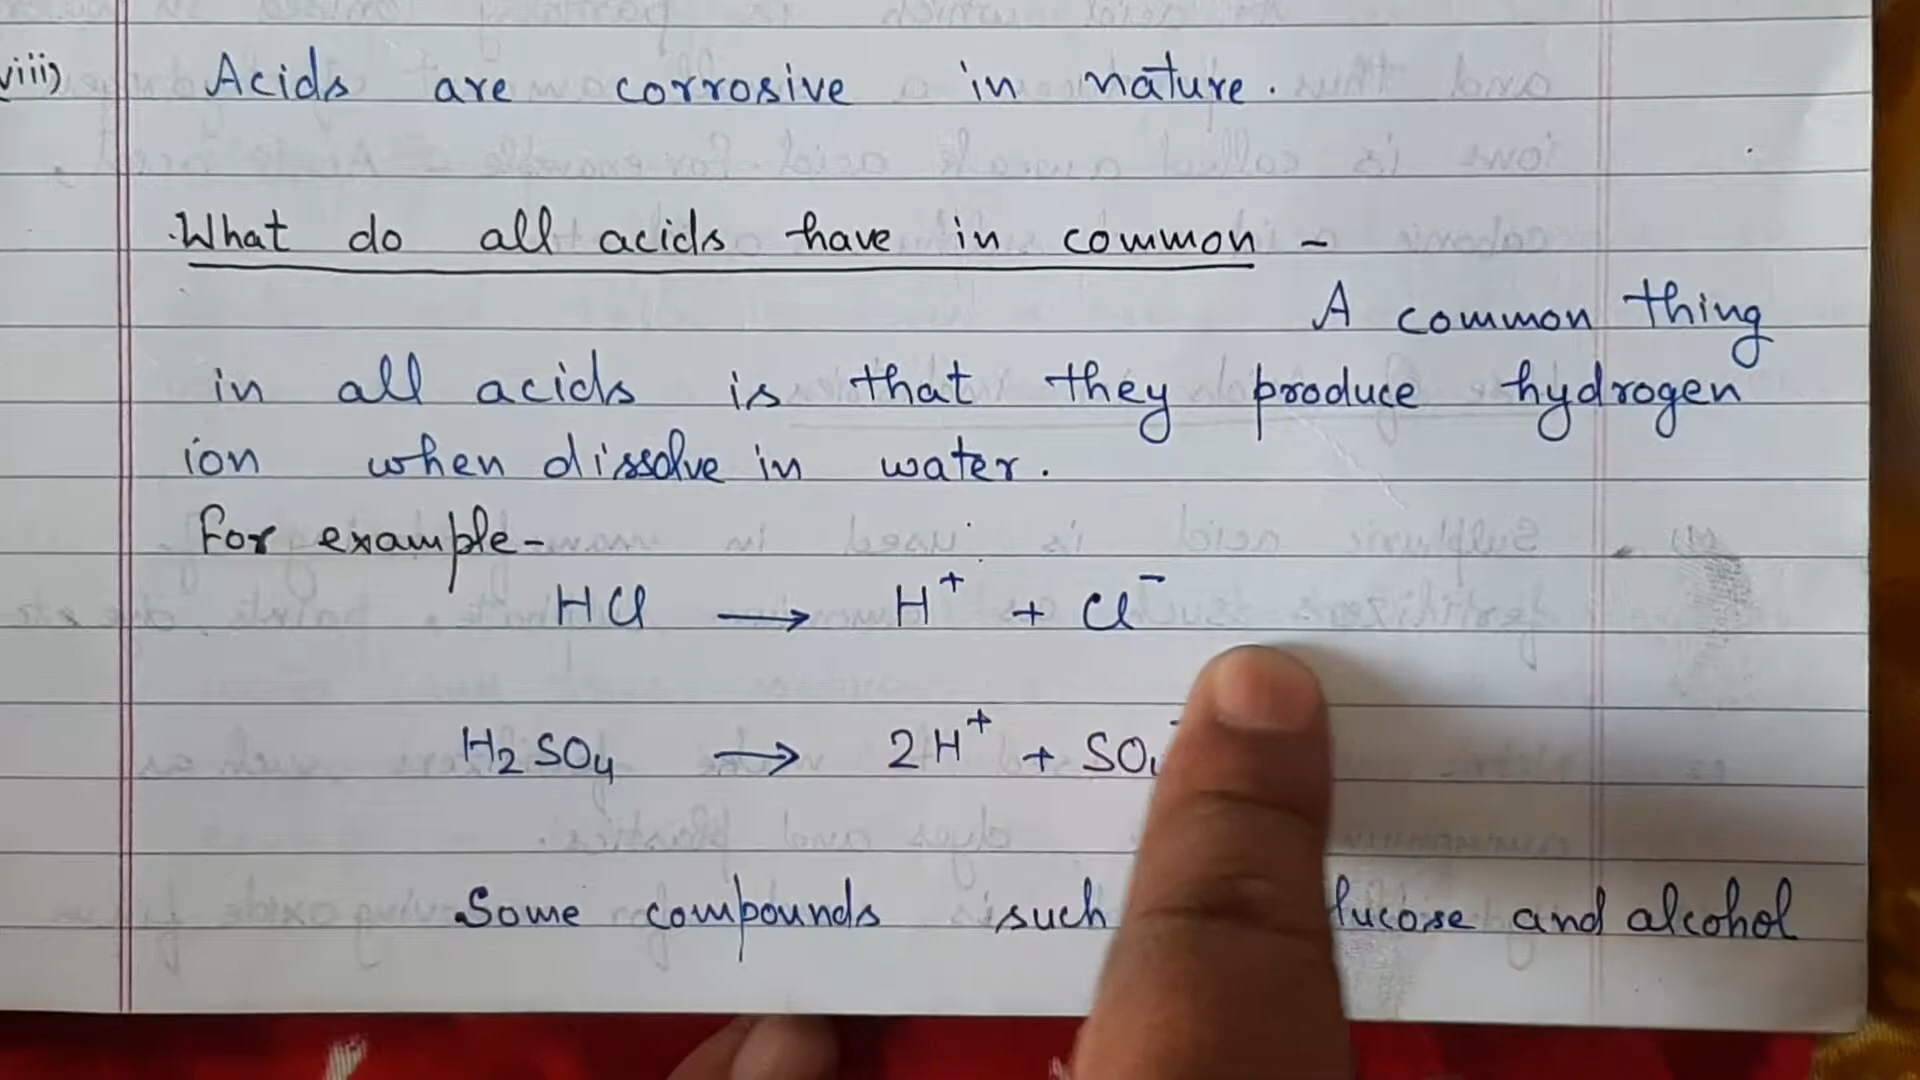 viii) Acids are corrosive in nature.
What do all acids have in common -
A common thing
in all acids is that they produce hydrogen
ion when dissolve in water.
For example-
HCl → H⁺ + Cl⁻
H₂SO₄ → 2H⁺ + SO
Some compounds such lucose and alcohol